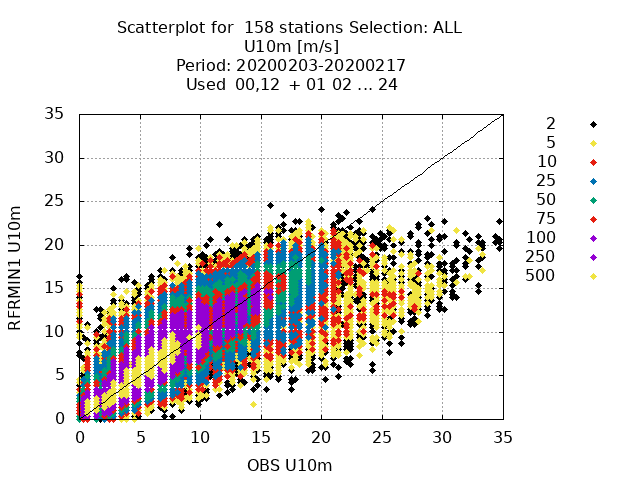 Scatterplot for  158 stations Selection: ALL
U10m [m/s]
Period: 20200203-20200217
Used  00,12  + 01 02 ... 24
RFRMIN1 U10m
35
30
25
20
15
10
5
0
0 5 10 15 20 25 30 35
OBS U10m
2
5
10
25
50
75
100
250
500